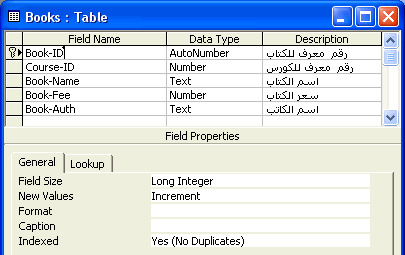 Books : Table
Field Name Data Type Description
Book-ID AutoNumber رقم معرف للكتاب
Course-ID Number رقم معرف للكورس
Book-Name Text اسم الكتاب
Book-Fee Number سعر الكتاب
Book-Auth Text اسم الكاتب
Field Properties
General Lookup
Field Size Long Integer
New Values Increment
Format
Caption
Indexed Yes (No Duplicates)